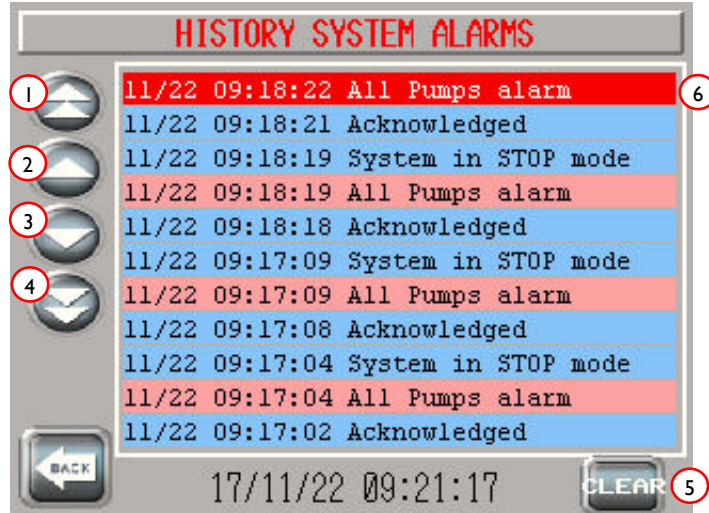 HISTORY SYSTEM ALARMS
1
11/22 09:18:22 All Pumps alarm
6
11/22 09:18:21 Acknowledged
2
11/22 09:18:19 System in STOP mode
11/22 09:18:19 All Pumps alarm
3
11/22 09:18:18 Acknowledged
11/22 09:17:09 System in STOP mode
4
11/22 09:17:09 All Pumps alarm
11/22 09:17:08 Acknowledged
11/22 09:17:04 System in STOP mode
11/22 09:17:04 All Pumps alarm
11/22 09:17:02 Acknowledged
BACK
17/11/22 09:21:17
CLEAR
5